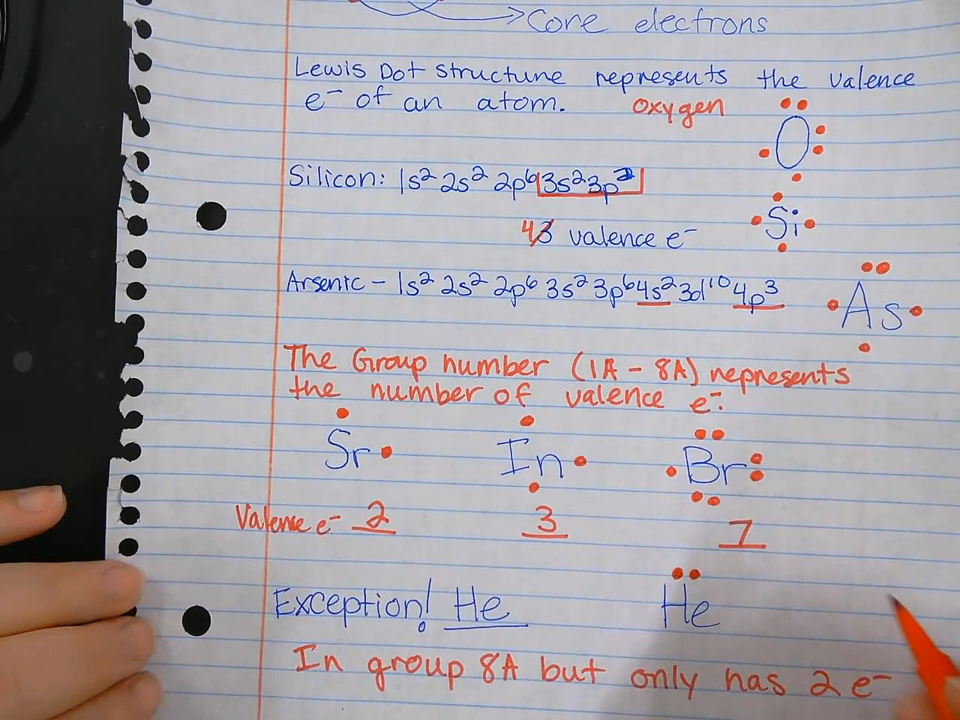 Core electrons
Lewis Dot structure represents the valence
e⁻ of an atom. oxygen
O
Silicon: 1s² 2s² 2p⁶ 3s² 3p²
Si
43 valence e⁻
Arsenic – 1s² 2s² 2p⁶ 3s² 3p⁶ 4s² 3d¹⁰ 4p³
As
The Group number (1A – 8A) represents
the number of valence e⁻.
Sr In Br
Valence e⁻ 2 3 7
Exception! He He
In group 8A but only has 2 e⁻